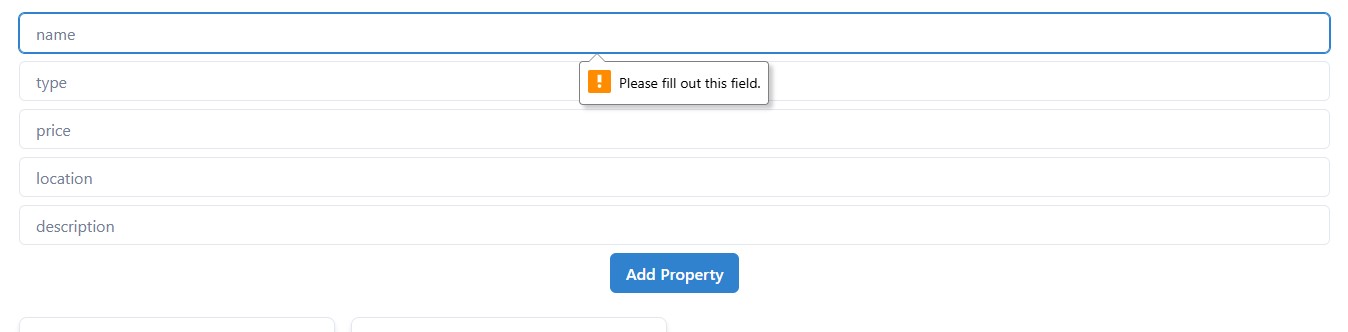 name
Please fill out this field.
type
price
location
description
Add Property